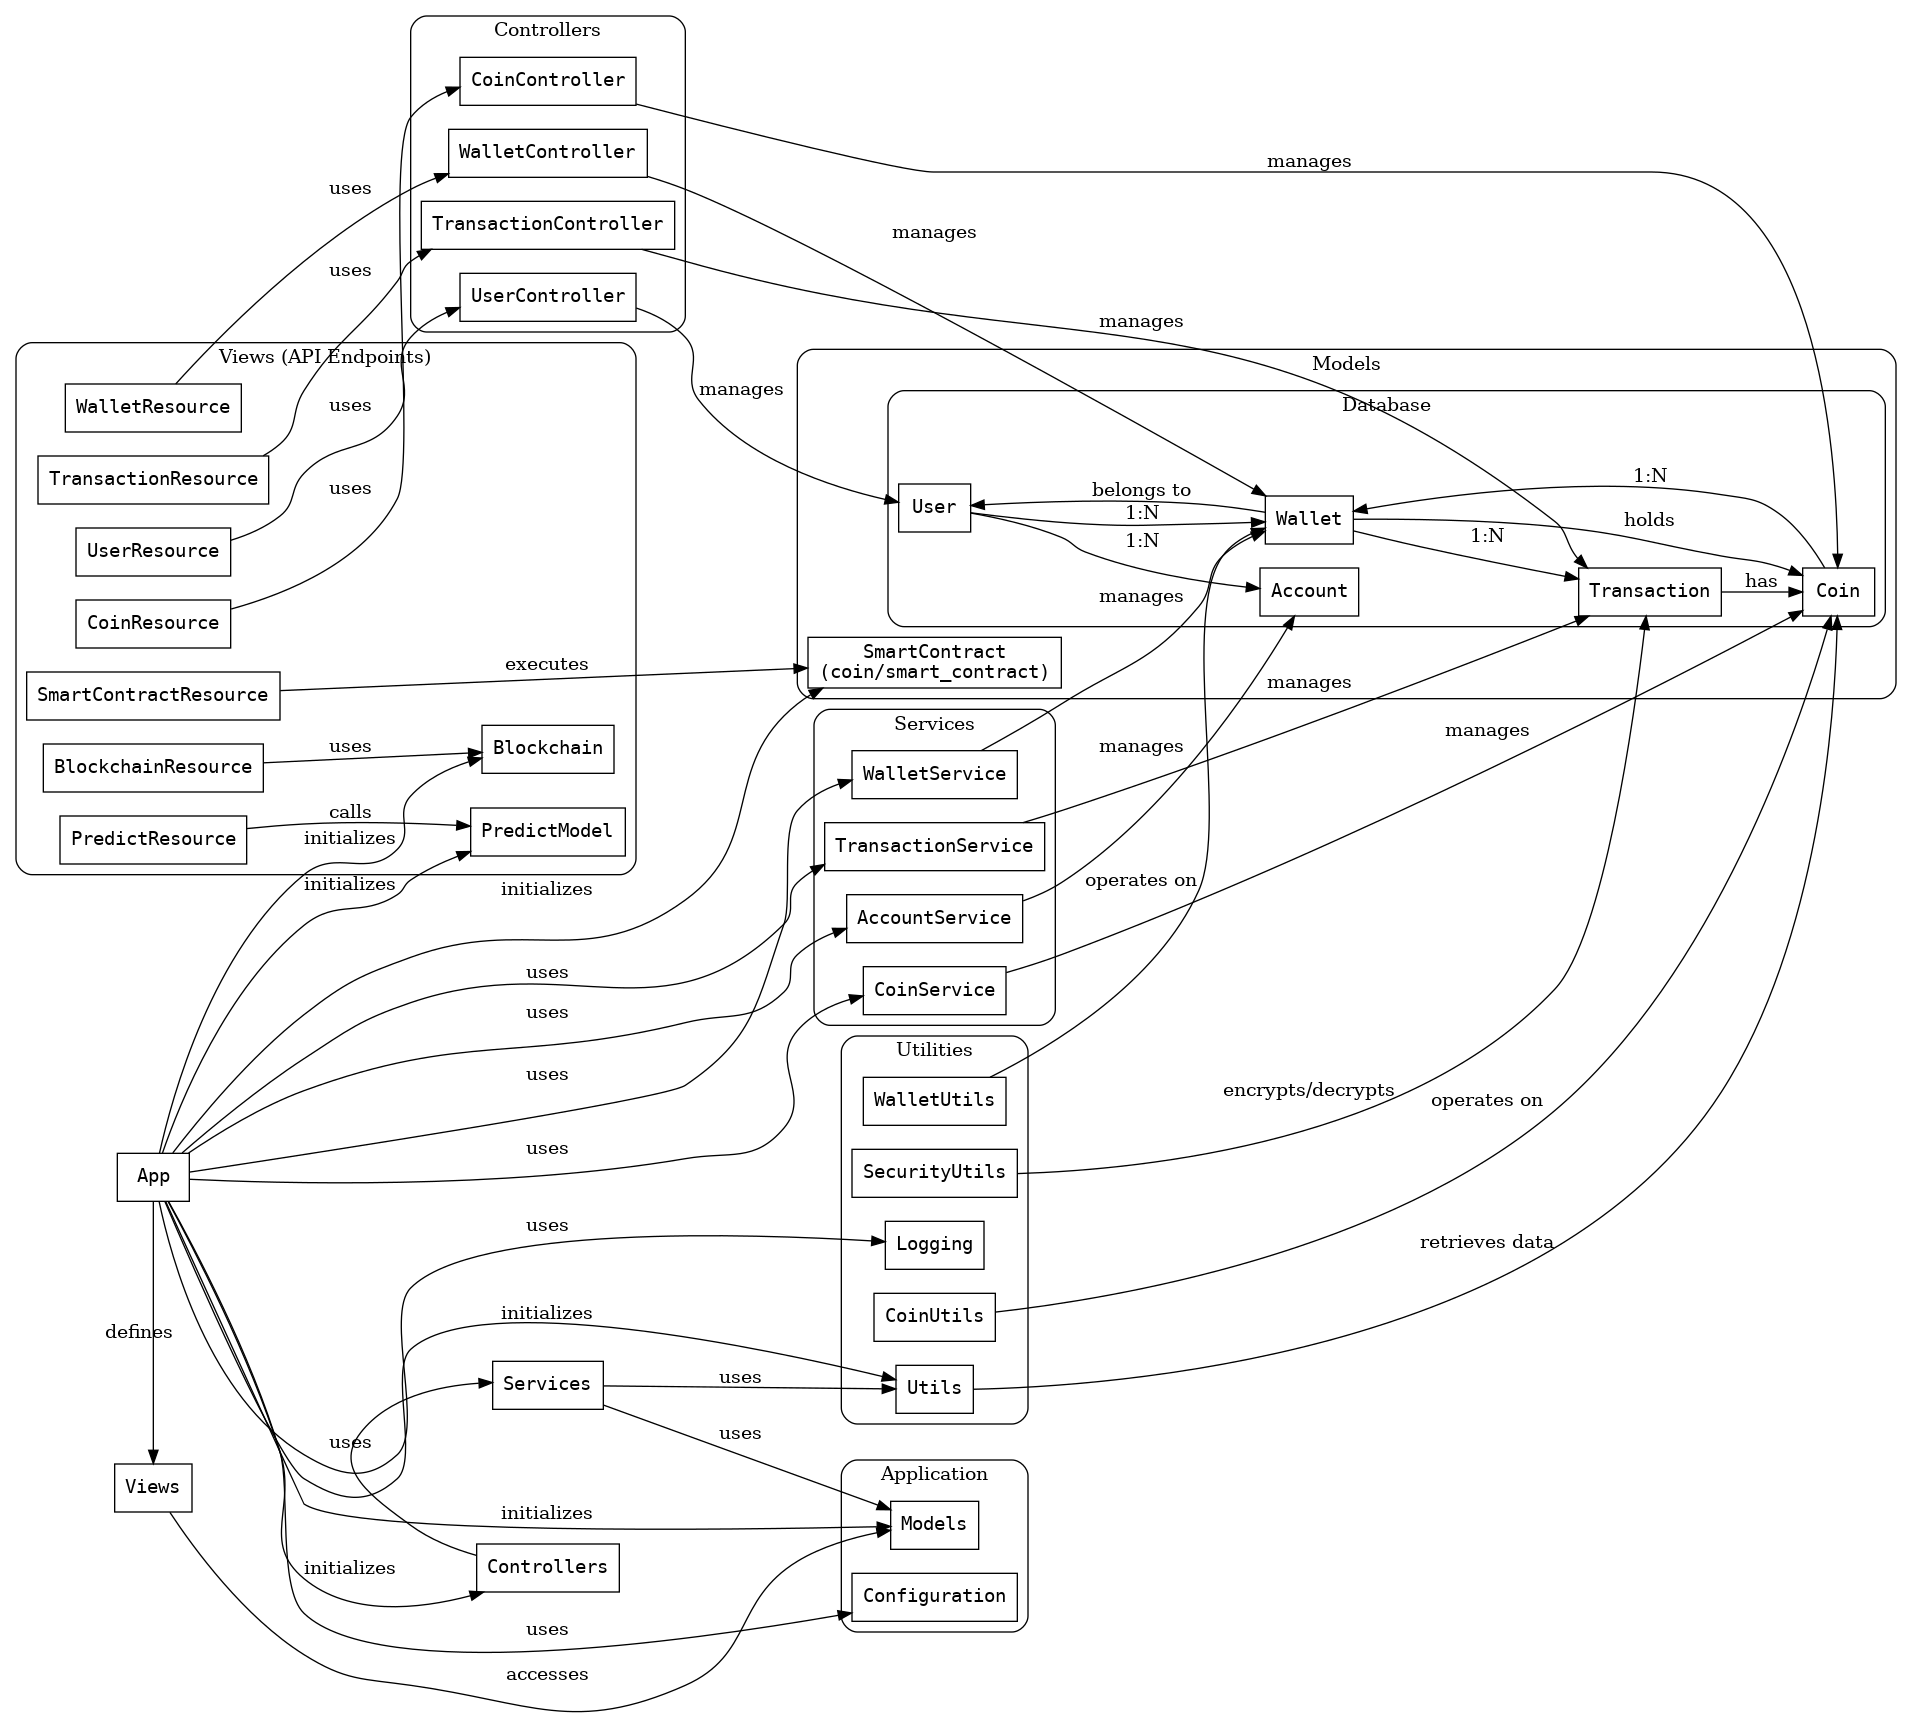 Controllers
CoinController
WalletController
TransactionController
UserController
uses
uses
uses
uses
manages
manages
manages
manages
Views (API Endpoints)
WalletResource
TransactionResource
UserResource
CoinResource
SmartContractResource
BlockchainResource
PredictResource
Blockchain
PredictModel
executes
uses
calls
initializes
initializes
initializes
Models
Database
User
Wallet
Account
Transaction
Coin
belongs to
1:N
1:N
1:N
1:N
holds
has
SmartContract
(coin/smart_contract)
manages
manages
manages
manages
Services
WalletService
TransactionService
AccountService
CoinService
operates on
uses
uses
uses
uses
Utilities
WalletUtils
SecurityUtils
Logging
CoinUtils
Utils
encrypts/decrypts
operates on
retrieves data
App
defines
uses
initializes
Services
uses
uses
uses
Views
Application
Models
Configuration
initializes
Controllers
initializes
uses
accesses